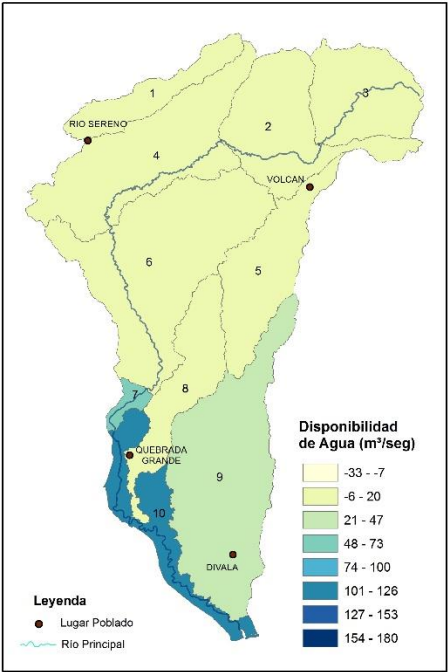 1
2
3
RIO SERENO
4
VOLCAN
5
6
7
8
QUEBRADA
GRANDE
9
10
DIVALA
Disponibilidad
de Agua (m³/seg)
-33 - -7
-6 - 20
21 - 47
48 - 73
74 - 100
101 - 126
127 - 153
154 - 180
Leyenda
Lugar Poblado
Río Principal